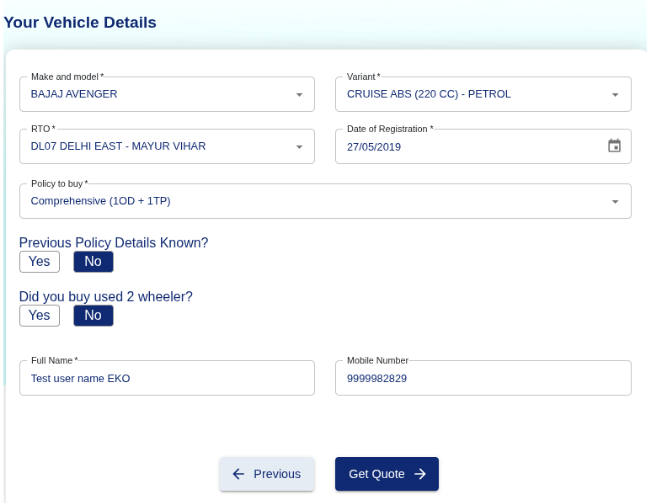 Your Vehicle Details
Make and model *
BAJAJ AVENGER
Variant *
CRUISE ABS (220 CC) - PETROL
RTO *
DL07 DELHI EAST - MAYUR VIHAR
Date of Registration *
27/05/2019
Policy to buy *
Comprehensive (1OD + 1TP)
Previous Policy Details Known?
Yes No
Did you buy used 2 wheeler?
Yes No
Full Name *
Test user name EKO
Mobile Number
9999982829
Previous
Get Quote